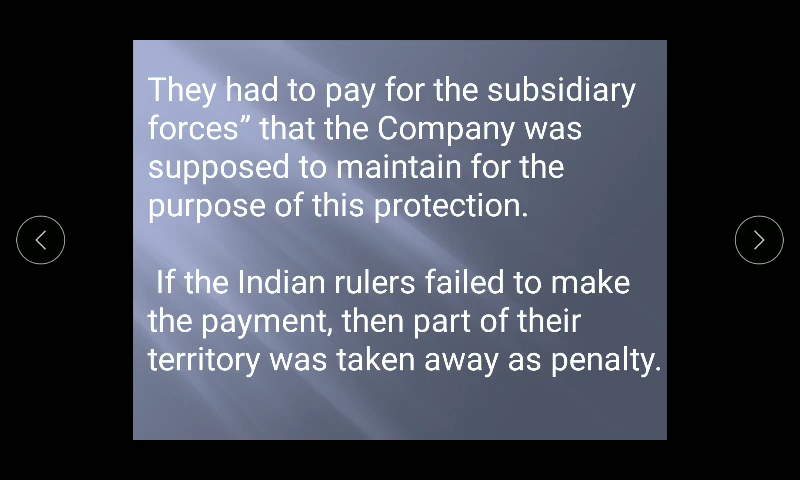 They had to pay for the subsidiary
forces” that the Company was
supposed to maintain for the
purpose of this protection.
If the Indian rulers failed to make
the payment, then part of their
territory was taken away as penalty.